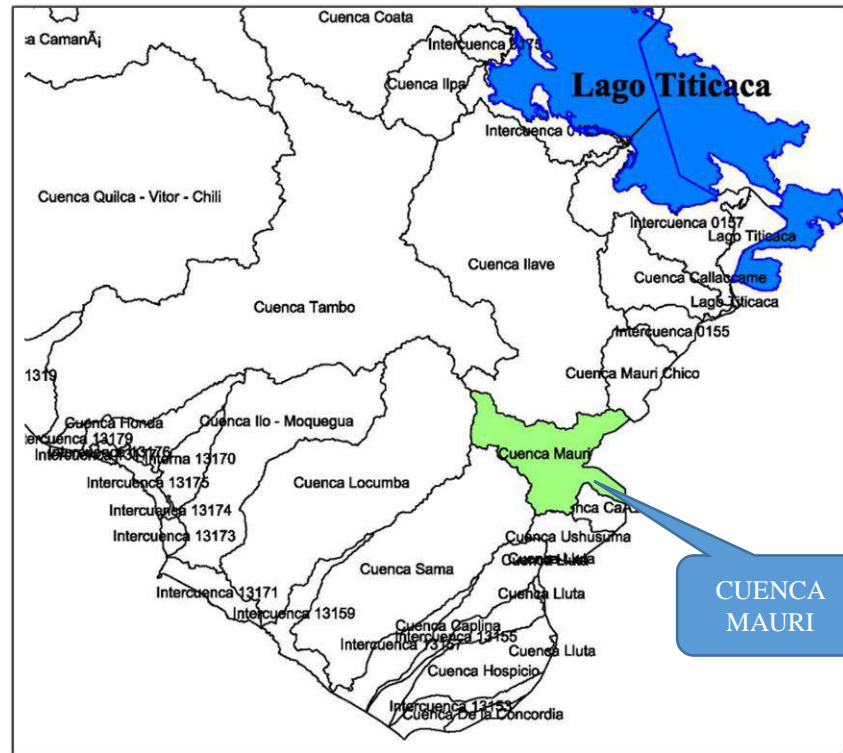 Cuenca Coata
ca CamanÃ¡
Intercuenca 0175
Cuenca Ilpa
Lago Titicaca
Intercuenca 0173
Cuenca Quilca - Vitor - Chili
Intercuenca 0157
Lago Titicaca
Cuenca Ilave
Cuenca Callaccame
Cuenca Tambo
Lago Titicaca
Intercuenca 0155
1319
Cuenca Mauri Chico
Cuenca Honda
Cuenca Ilo - Moquegua
tercuenca 13179
Cuenca Mauri
Interna 13170
Intercuenca 13175
Cuenca Locumba
Intercuenca 13174
Intercuenca 13173
Cuenca Ushusuma
Cuenca Lluta
Cuenca Sama
Intercuenca 13171
Cuenca Lluta
Intercuenca 13159
CUENCA
MAURI
Cuenca Caplina
Intercuenca 13155
Intercuenca 13157
Cuenca Lluta
Cuenca Hospicio
Intercuenca 13153
Cuenca De la Concordia